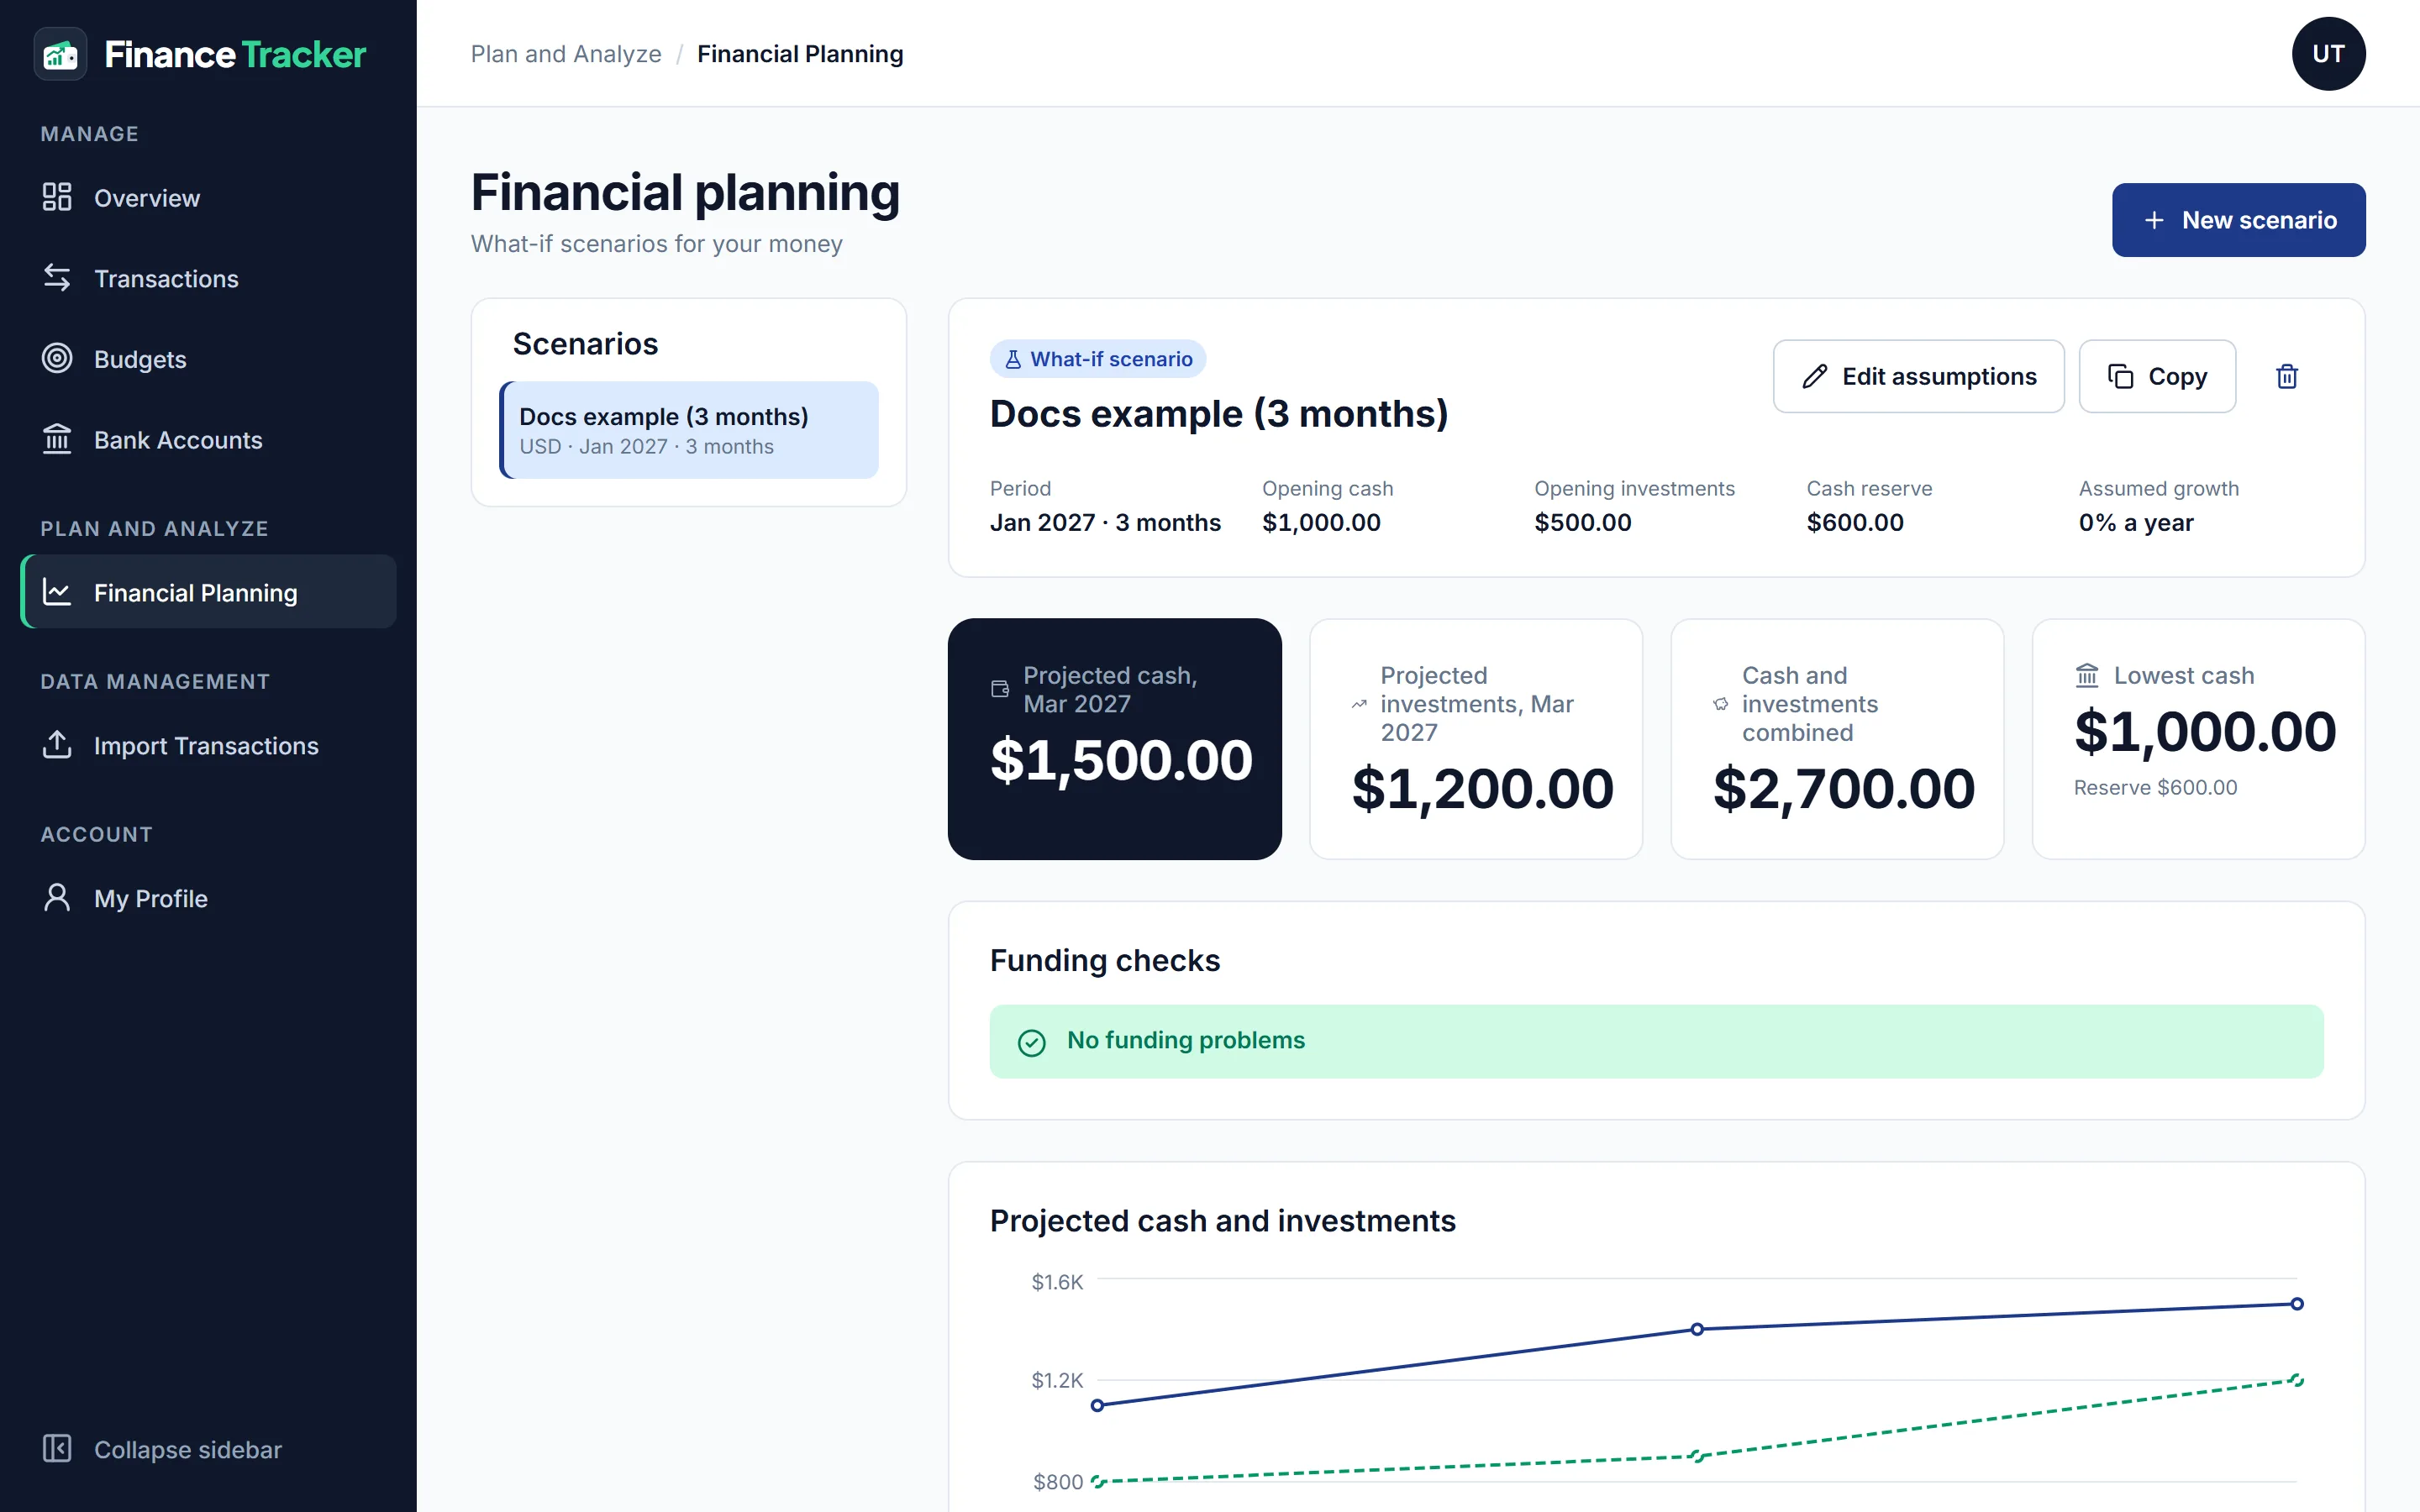 Finance Tracker
MANAGE
Overview
Transactions
Budgets
Bank Accounts
PLAN AND ANALYZE
Financial Planning
DATA MANAGEMENT
Import Transactions
ACCOUNT
My Profile
Collapse sidebar
Plan and Analyze / Financial Planning
UT
Financial planning
What-if scenarios for your money
New scenario
Scenarios
Docs example (3 months)
USD · Jan 2027 · 3 months
What-if scenario
Docs example (3 months)
Edit assumptions
Copy
Period
Jan 2027 · 3 months
Opening cash
$1,000.00
Opening investments
$500.00
Cash reserve
$600.00
Assumed growth
0% a year
Projected cash,
Mar 2027
$1,500.00
Projected
investments, Mar
2027
$1,200.00
Cash and
investments
combined
$2,700.00
Lowest cash
$1,000.00
Reserve $600.00
Funding checks
No funding problems
Projected cash and investments
$1.6K
$1.2K
$800